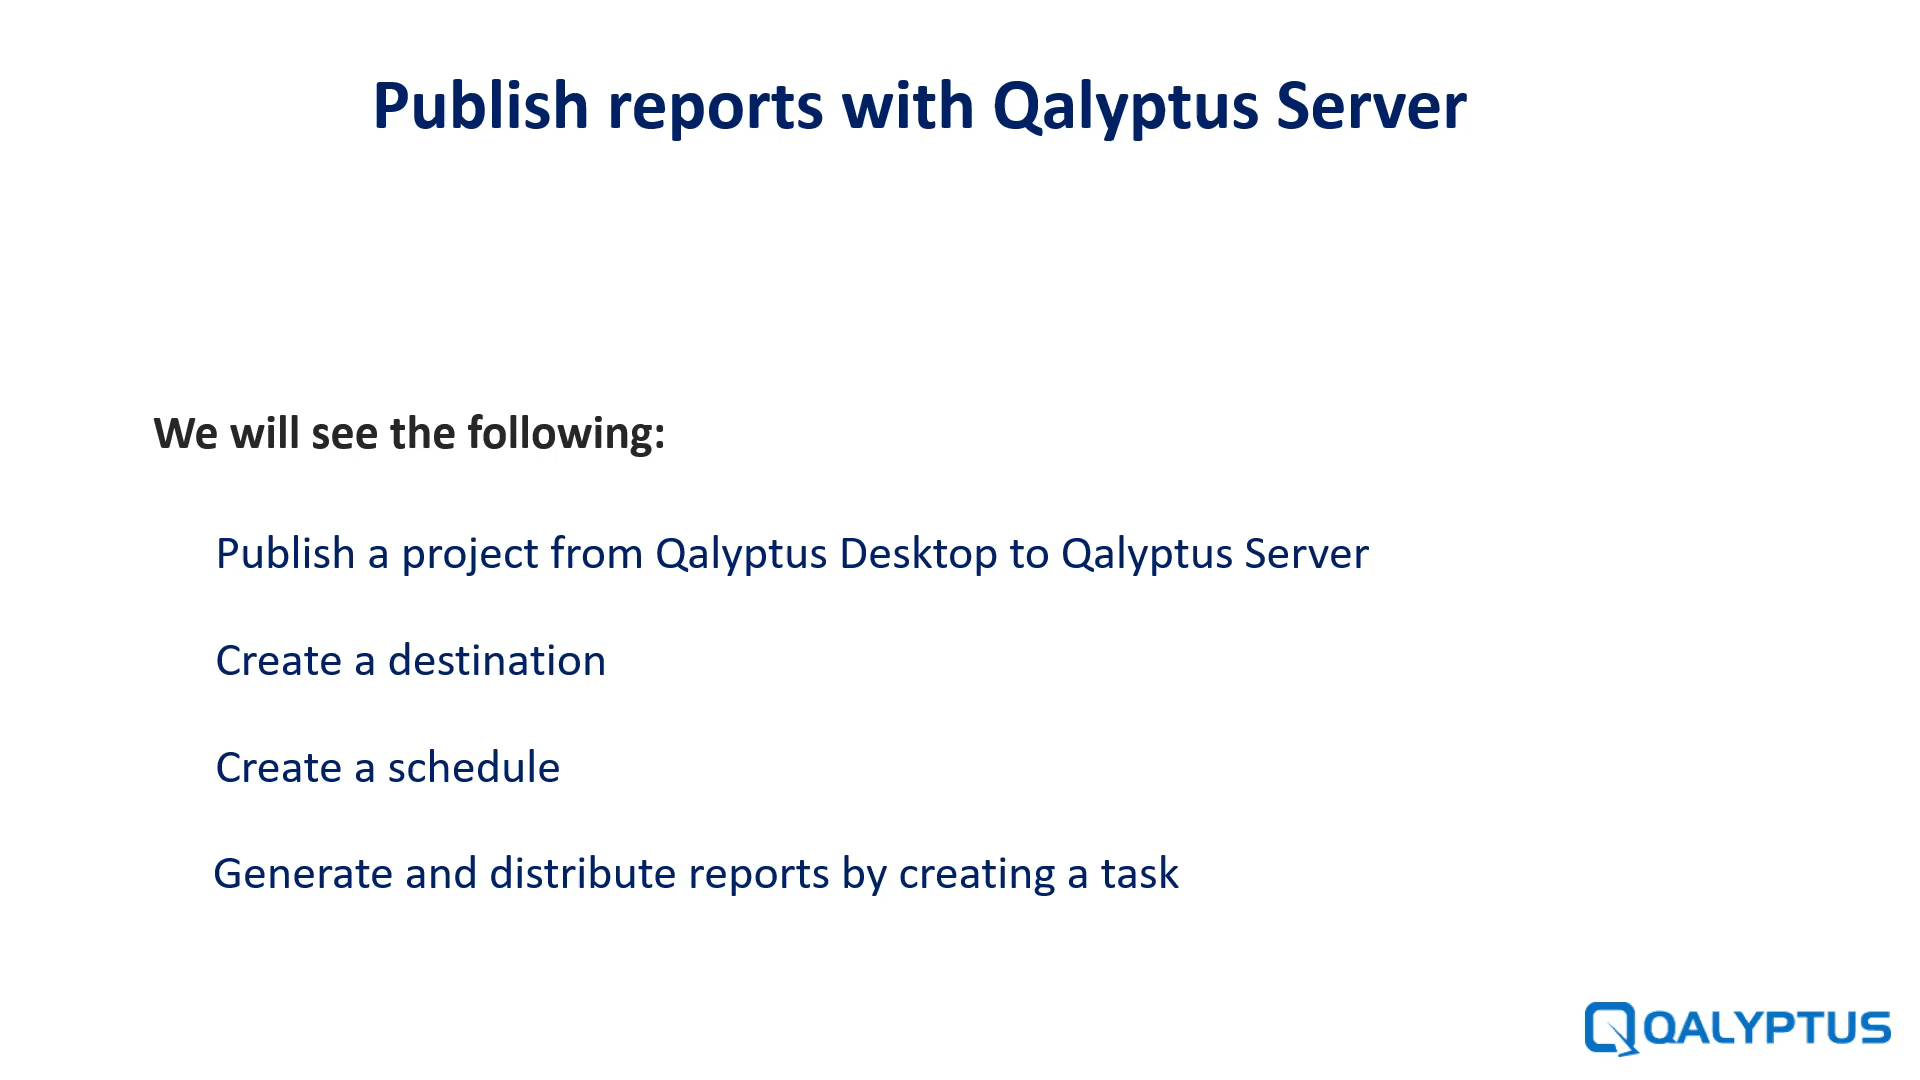 Publish reports with Qalyptus Server
We will see the following:
Publish a project from Qalyptus Desktop to Qalyptus Server
Create a destination
Create a schedule
Generate and distribute reports by creating a task
QALYPTUS